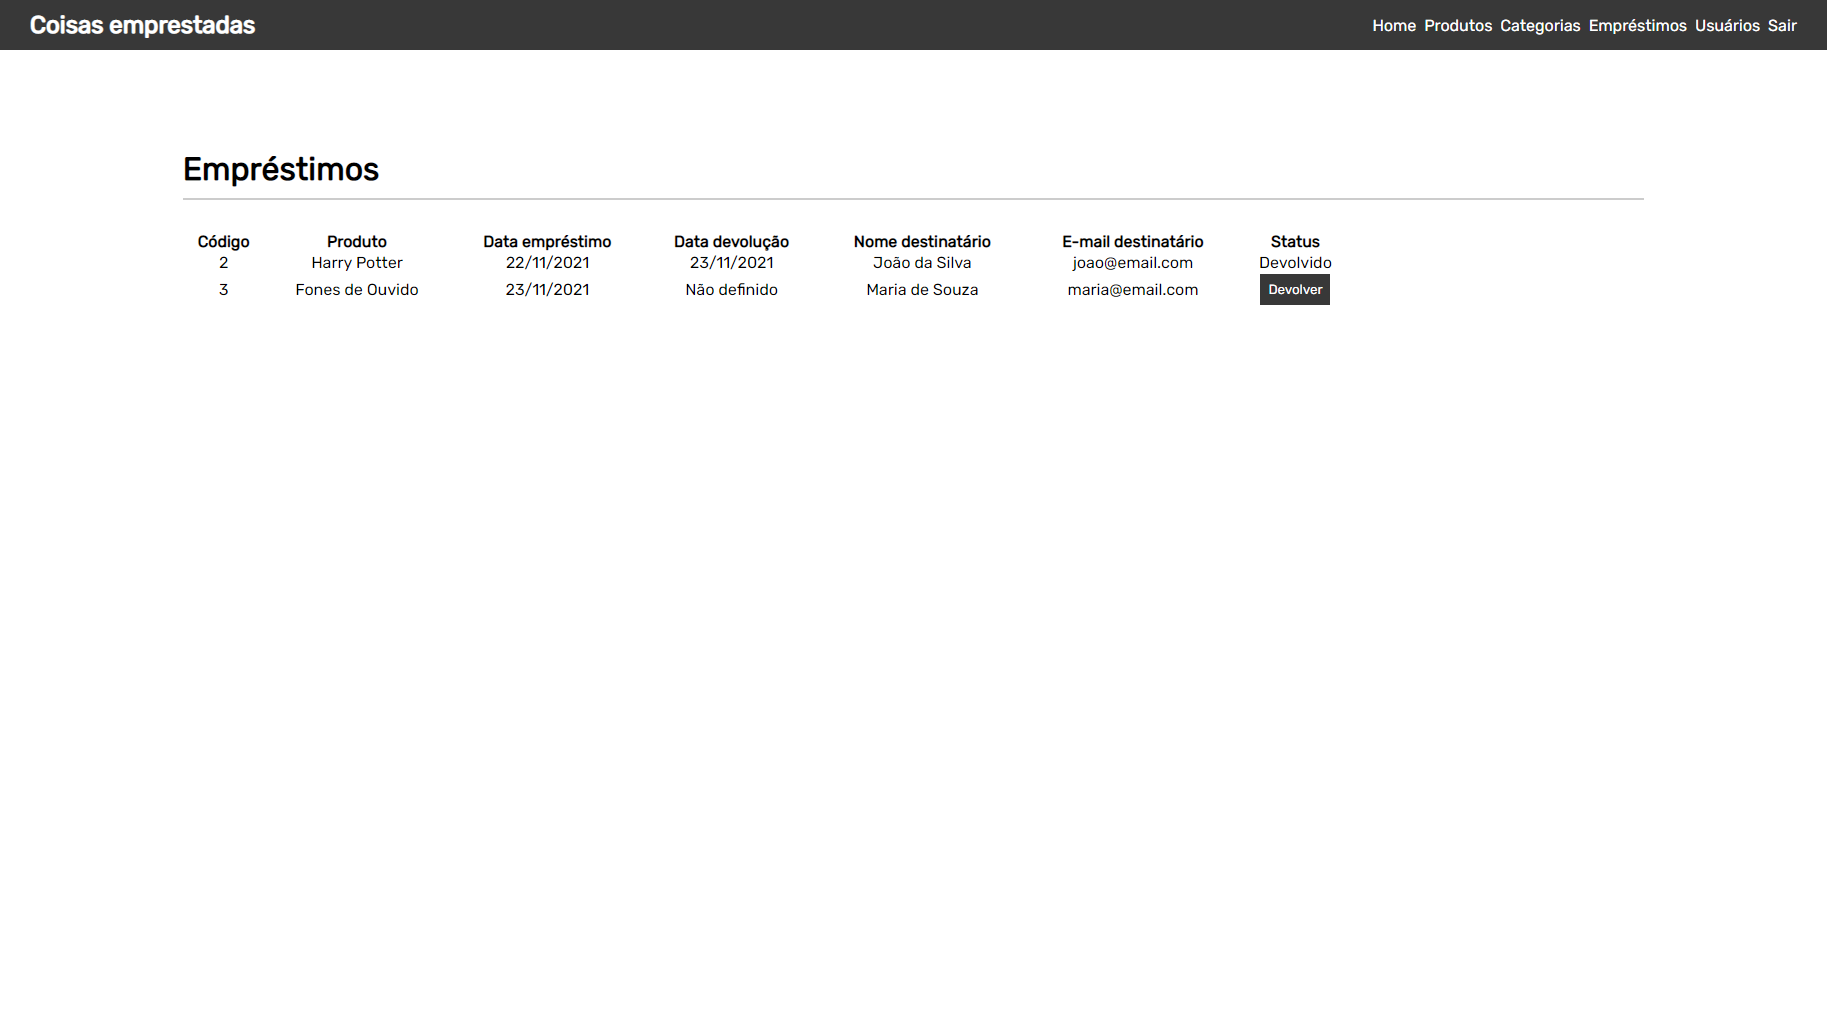 Coisas emprestadas Home Produtos Categorias Empréstimos Usuários Sair
Empréstimos
Código Produto Data empréstimo Data devolução Nome destinatário E-mail destinatário Status
2 Harry Potter 22/11/2021 23/11/2021 João da Silva joao@email.com Devolvido
3 Fones de Ouvido 23/11/2021 Não definido Maria de Souza maria@email.com Devolver